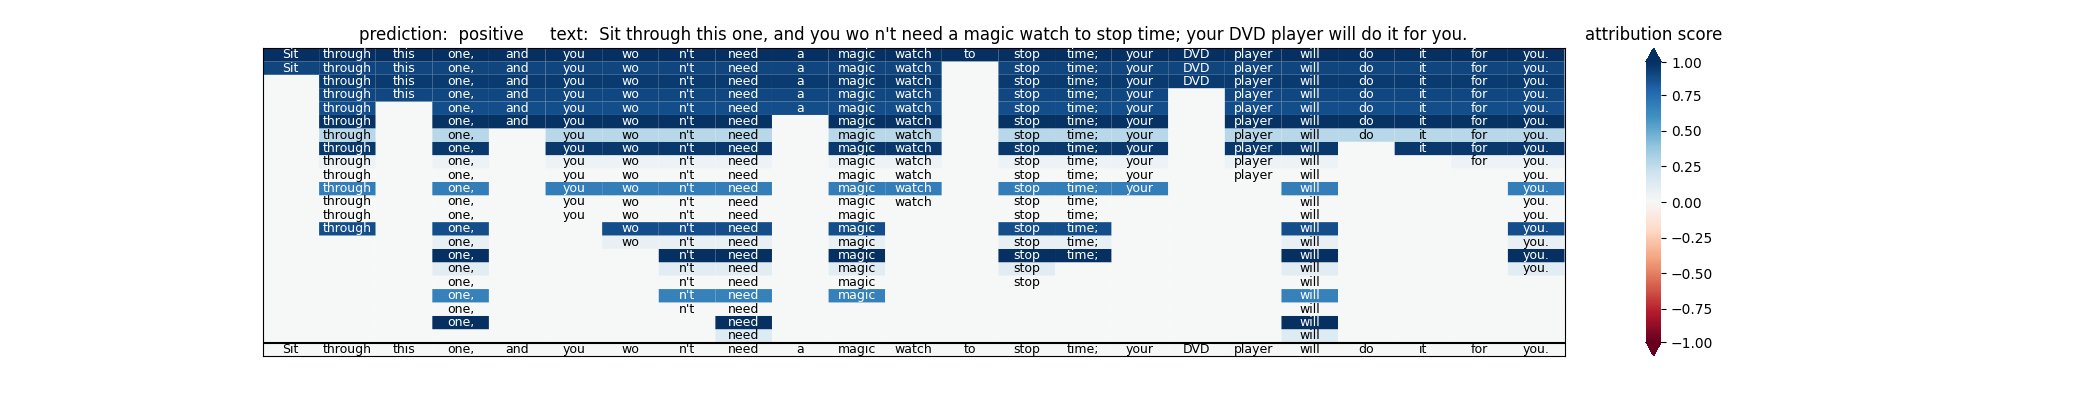 prediction:  positive     text:  Sit through this one, and you wo n't need a magic watch to stop time; your DVD player will do it for you.     attribution score
Sit through this one, and you wo n't need a magic watch to stop time; your DVD player will do it for you.     1.00
Sit through this one, and you wo n't need a magic watch stop time; your DVD player will do it for you.
through this one, and you wo n't need a magic watch stop time; your DVD player will do it for you.
through this one, and you wo n't need a magic watch stop time; your player will do it for you.     0.75
through one, and you wo n't need a magic watch stop time; your player will do it for you.
through one, and you wo n't need magic watch stop time; your player will do it for you.
through one, you wo n't need magic watch stop time; your player will do it for you.     0.50
through one, you wo n't need magic watch stop time; your player will it for you.
through one, you wo n't need magic watch stop time; your player will for you.     0.25
through one, you wo n't need magic watch stop time; your player will you.
through one, you wo n't need magic watch stop time; your will you.
through one, you wo n't need magic watch stop time; will you.     0.00
through one, you wo n't need magic stop time; will you.
through one, wo n't need magic stop time; will you.
one, wo n't need magic stop time; will you.     −0.25
one, n't need magic stop time; will you.
one, n't need magic stop will you.     −0.50
one, n't need magic stop will
one, n't need magic will
one, n't need will     −0.75
one, need will
need will
Sit through this one, and you wo n't need a magic watch to stop time; your DVD player will do it for you.     −1.00